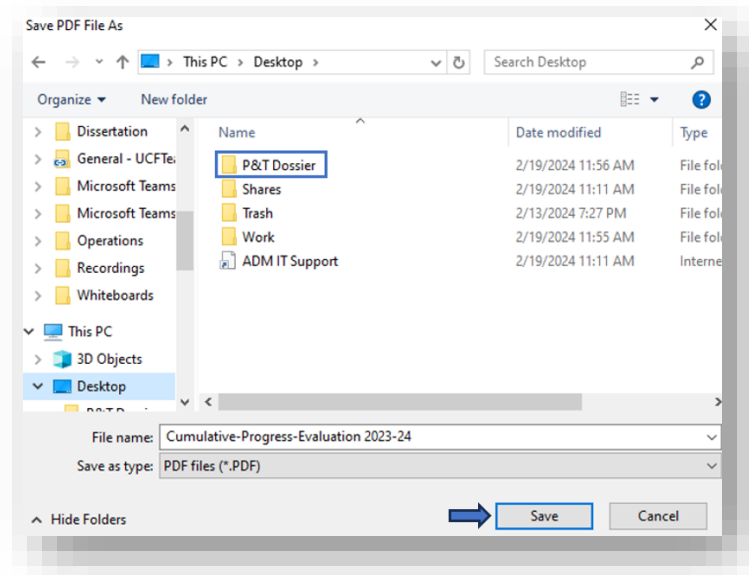 Save PDF File As
This PC > Desktop >
Search Desktop
Organize
New folder
Name
Date modified
Type
Dissertation
General - UCFTea
Microsoft Teams
Microsoft Teams
Operations
Recordings
Whiteboards
This PC
3D Objects
Desktop
P&T Dossier 2/19/2024 11:56 AM File fol
Shares 2/19/2024 11:11 AM File fol
Trash 2/13/2024 7:27 PM File fol
Work 2/19/2024 11:55 AM File fol
ADM IT Support 2/19/2024 11:11 AM Interne
File name: Cumulative-Progress-Evaluation 2023-24
Save as type: PDF files (*.PDF)
Hide Folders
Save
Cancel